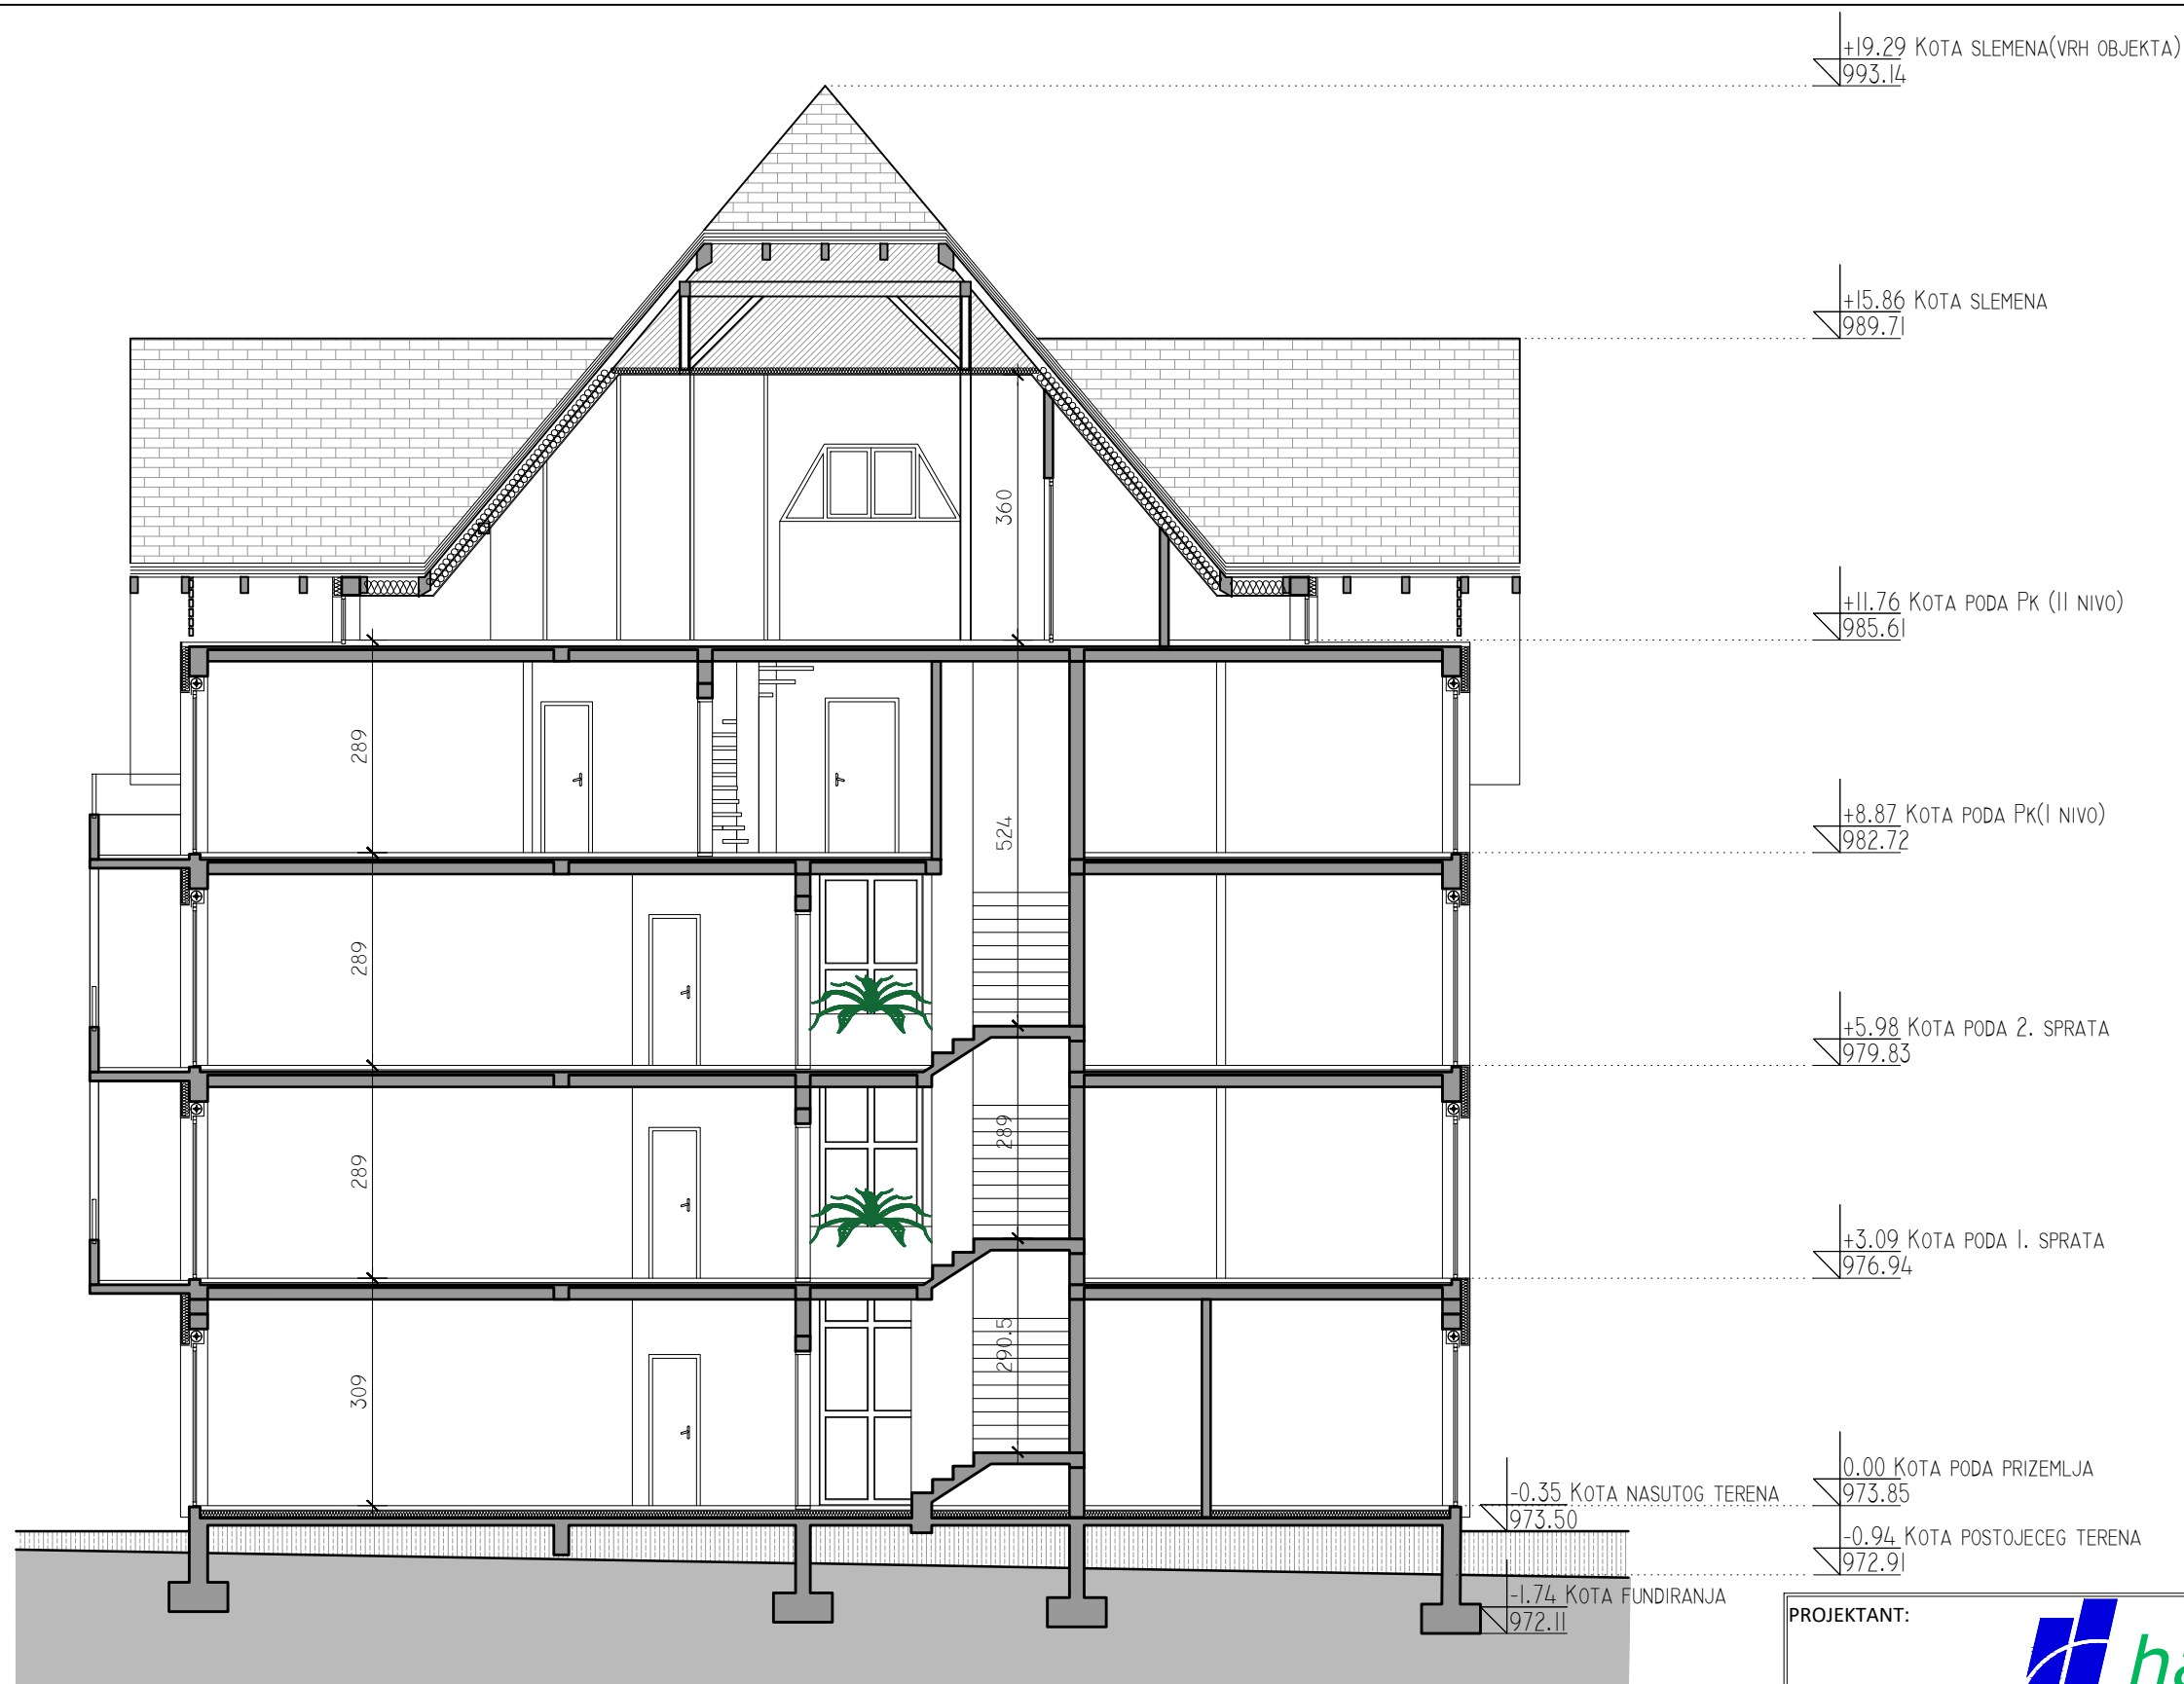 +19.29 KOTA SLEMENA(VRH OBJEKTA)
993.14
+15.86 KOTA SLEMENA
989.71
360
+11.76 KOTA PODA PK (II NIVO)
985.61
289
524
+8.87 KOTA PODA PK(I NIVO)
982.72
289
+5.98 KOTA PODA 2. SPRATA
979.83
289
289
+3.09 KOTA PODA I. SPRATA
976.94
290.5
309
0.00 KOTA PODA PRIZEMLJA
973.85
-0.35 KOTA NASUTOG TERENA
973.50
-0.94 KOTA POSTOJECEG TERENA
972.91
-1.74 KOTA FUNDIRANJA
972.11
PROJEKTANT:
ha